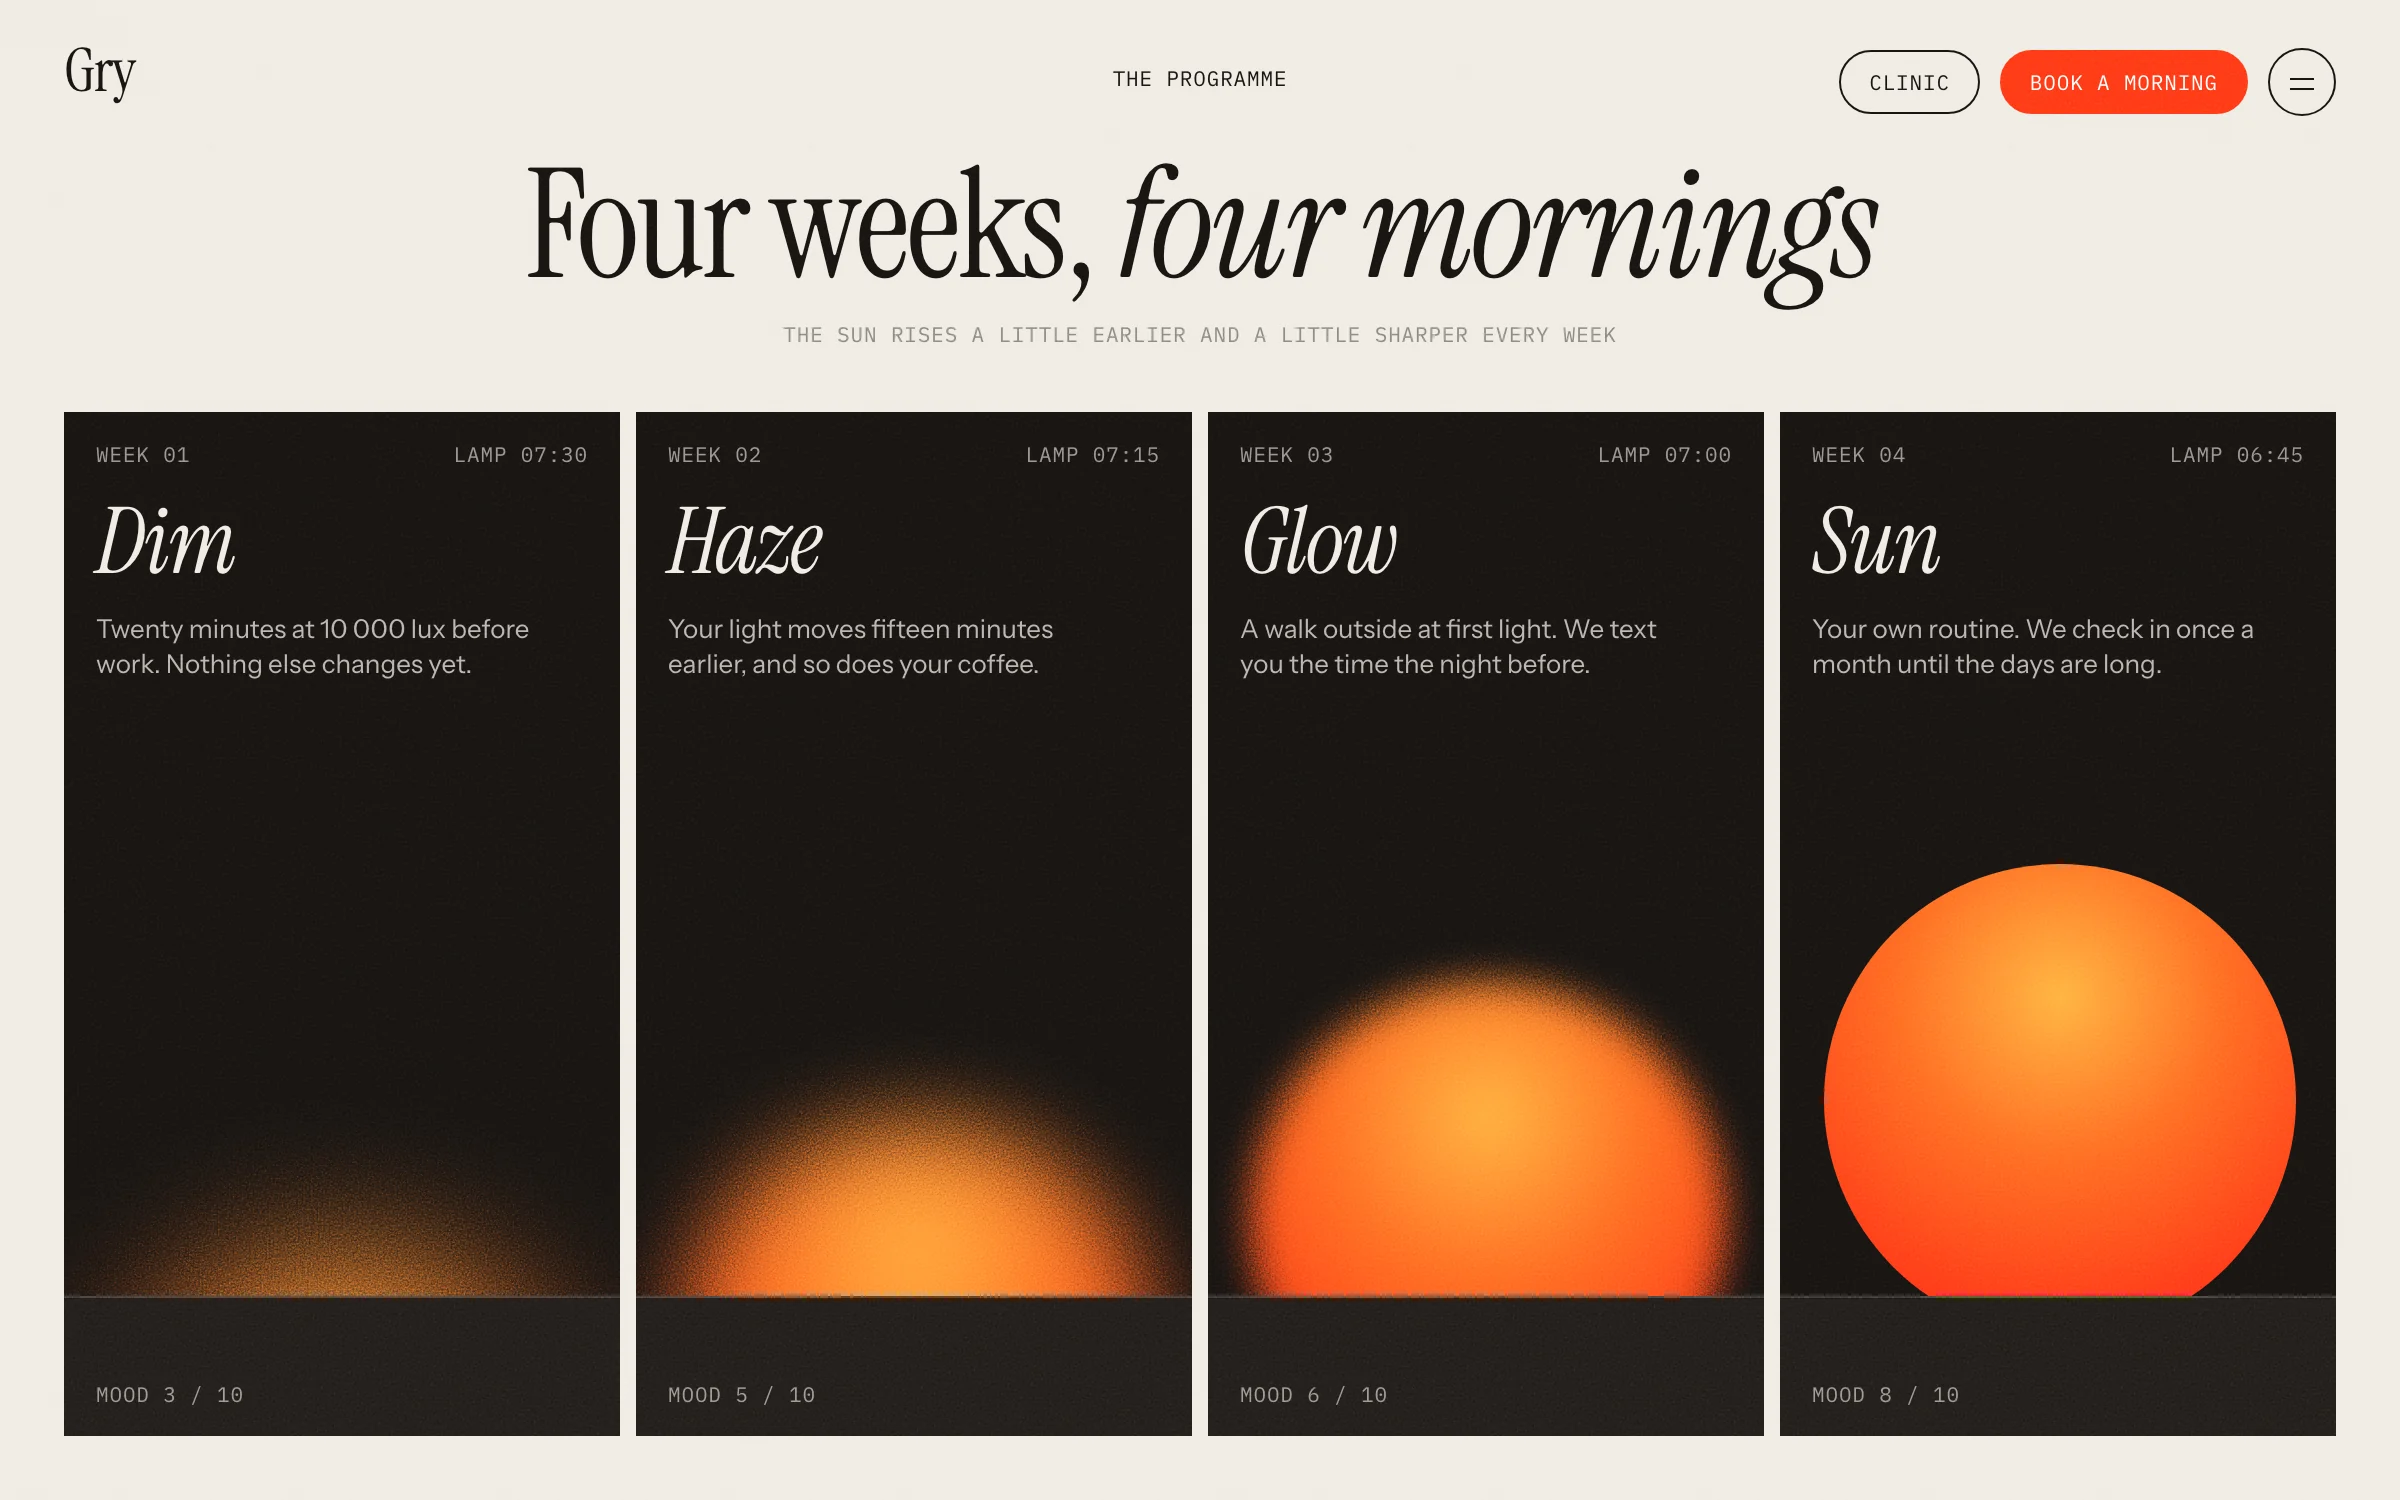 Gry
THE PROGRAMME
CLINIC
BOOK A MORNING
Four weeks, four mornings
THE SUN RISES A LITTLE EARLIER AND A LITTLE SHARPER EVERY WEEK
WEEK 01
LAMP 07:30
Dim
Twenty minutes at 10 000 lux before
work. Nothing else changes yet.
MOOD 3 / 10
WEEK 02
LAMP 07:15
Haze
Your light moves fifteen minutes
earlier, and so does your coffee.
MOOD 5 / 10
WEEK 03
LAMP 07:00
Glow
A walk outside at first light. We text
you the time the night before.
MOOD 6 / 10
WEEK 04
LAMP 06:45
Sun
Your own routine. We check in once a
month until the days are long.
MOOD 8 / 10